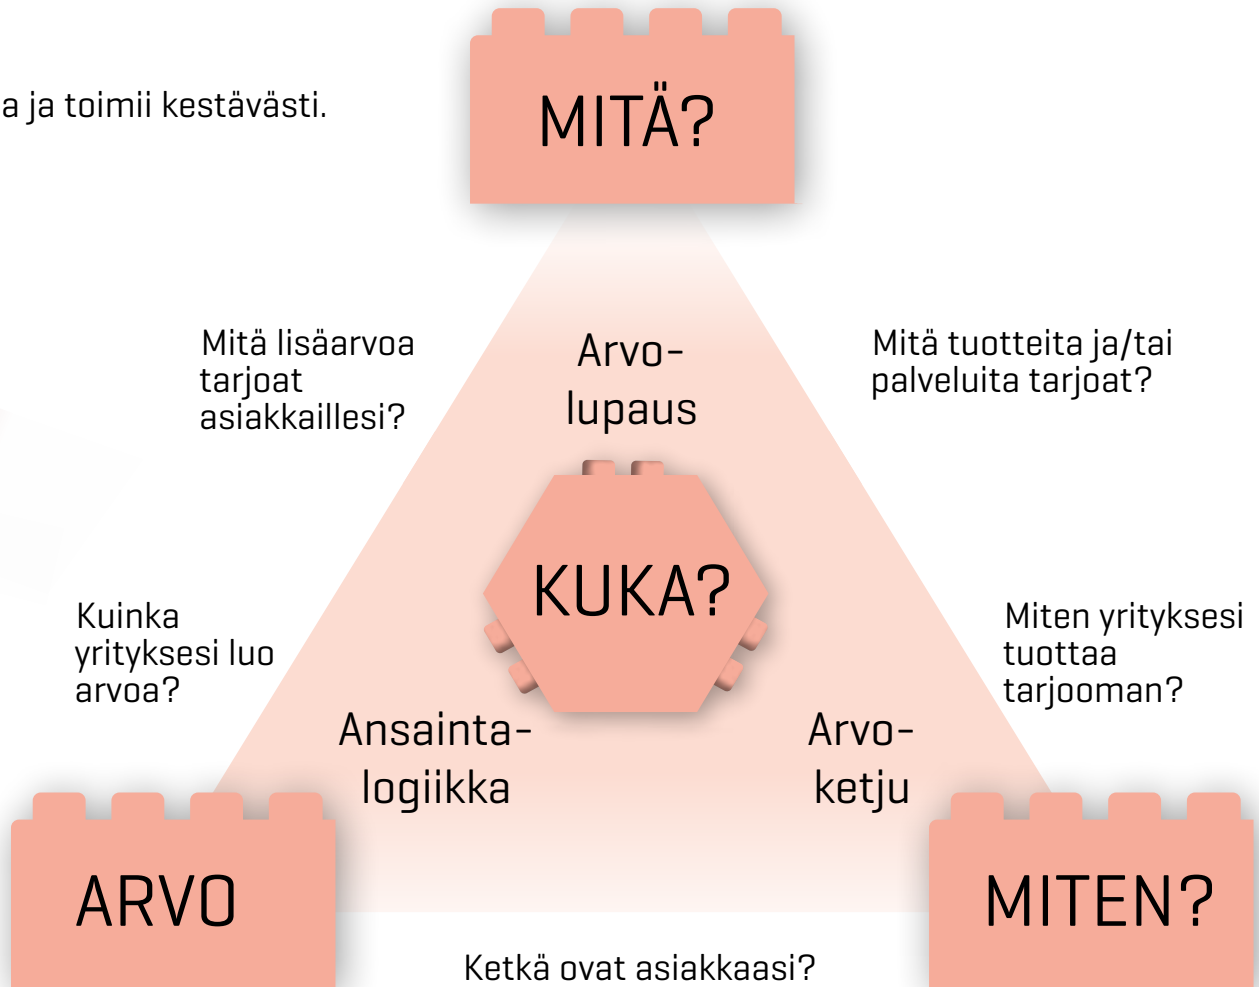 a ja toimii kestävästi.
MITÄ?
Mitä lisäarvoa
tarjoat
asiakkaillesi?
Arvo-
lupaus
Mitä tuotteita ja/tai
palveluita tarjoat?
KUKA?
Kuinka
yrityksesi luo
arvoa?
Miten yrityksesi
tuottaa
tarjooman?
Ansainta-
logiikka
Arvo-
ketju
ARVO
MITEN?
Ketkä ovat asiakkaasi?